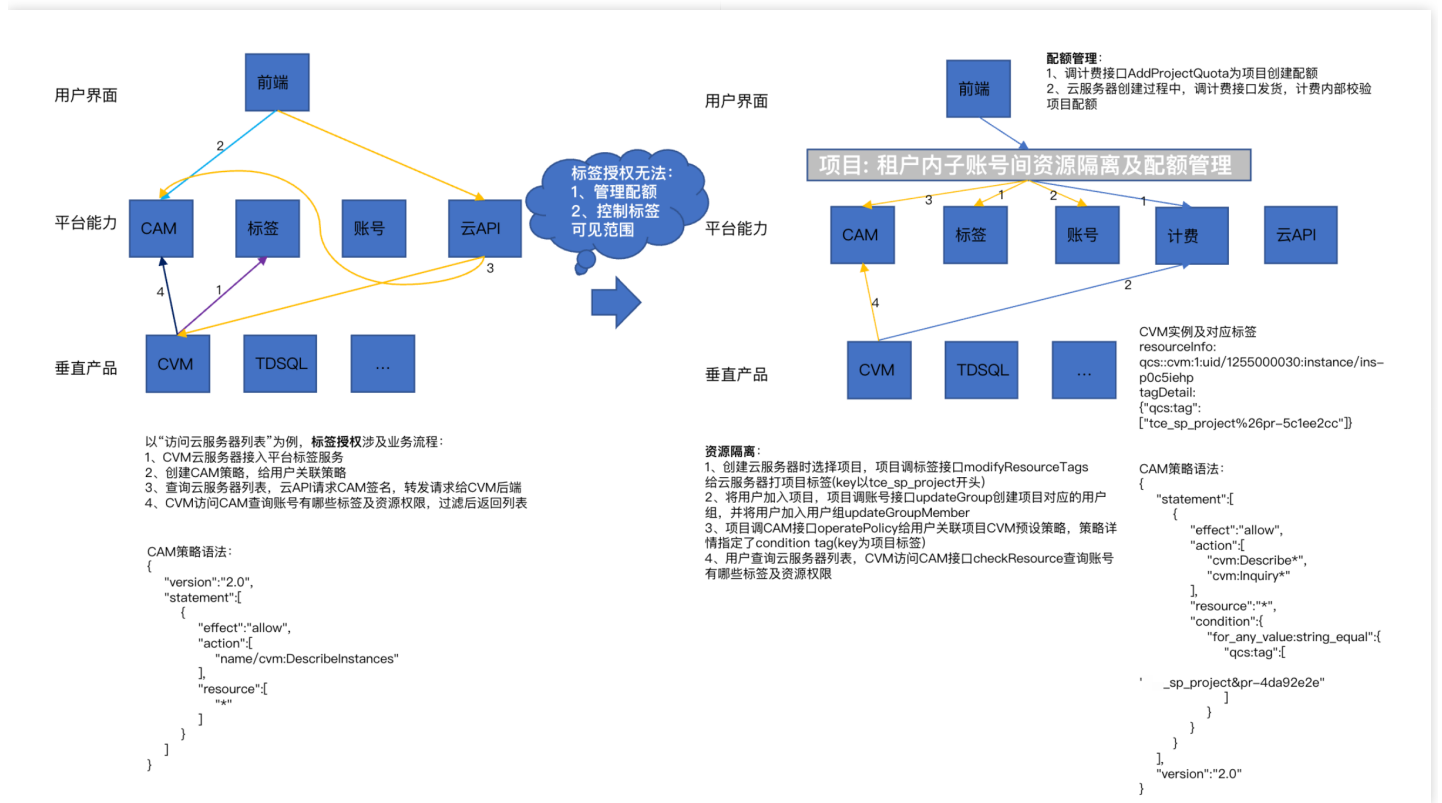 用户界面
前端
2
平台能力
CAM
标签
账号
云API
3
4
1
垂直产品
CVM
TDSQL
...
标签授权无法：
1、管理配额
2、控制标签
可见范围
以“访问云服务器列表”为例，标签授权涉及业务流程：
1、CVM云服务器接入平台标签服务
2、创建CAM策略，给用户关联策略
3、查询云服务器列表，云API请求CAM签名，转发请求给CVM后端
4、CVM访问CAM查询账号有哪些标签及资源权限，过滤后返回列表
CAM策略语法：
{
"version":"2.0",
"statement":[
{
"effect":"allow",
"action":[
"name/cvm:DescribeInstances"
],
"resource":[
"*"
]
}
]
}
配额管理：
1、调计费接口AddProjectQuota为项目创建配额
2、云服务器创建过程中，调计费接口发货，计费内部校验
项目配额
用户界面
前端
项目: 租户内子账号间资源隔离及配额管理
3
1
2
1
平台能力
CAM
标签
账号
计费
云API
4
2
垂直产品
CVM
TDSQL
...
CVM实例及对应标签
resourceInfo:
qcs::cvm:1:uid/1255000030:instance/ins-
p0c5iehp
tagDetail:
{"qcs:tag":
["tce_sp_project%26pr-5c1ee2cc"]}
资源隔离：
1、创建云服务器时选择项目，项目调标签接口modifyResourceTags
给云服务器打项目标签(key以tce_sp_project开头)
2、将用户加入项目，项目调账号接口updateGroup创建项目对应的用户
组，并将用户加入用户组updateGroupMember
3、项目调CAM接口operatePolicy给用户关联项目CVM预设策略，策略详
情指定了condition tag(key为项目标签)
4、用户查询云服务器列表，CVM访问CAM接口checkResource查询账号
有哪些标签及资源权限
CAM策略语法：
{
"statement":[
{
"effect":"allow",
"action":[
"cvm:Describe*",
"cvm:Inquiry*"
],
"resource":"*",
"condition":{
"for_any_value:string_equal":{
"qcs:tag":[
_sp_project&pr-4da92e2e"
]
}
}
}
],
"version":"2.0"
}